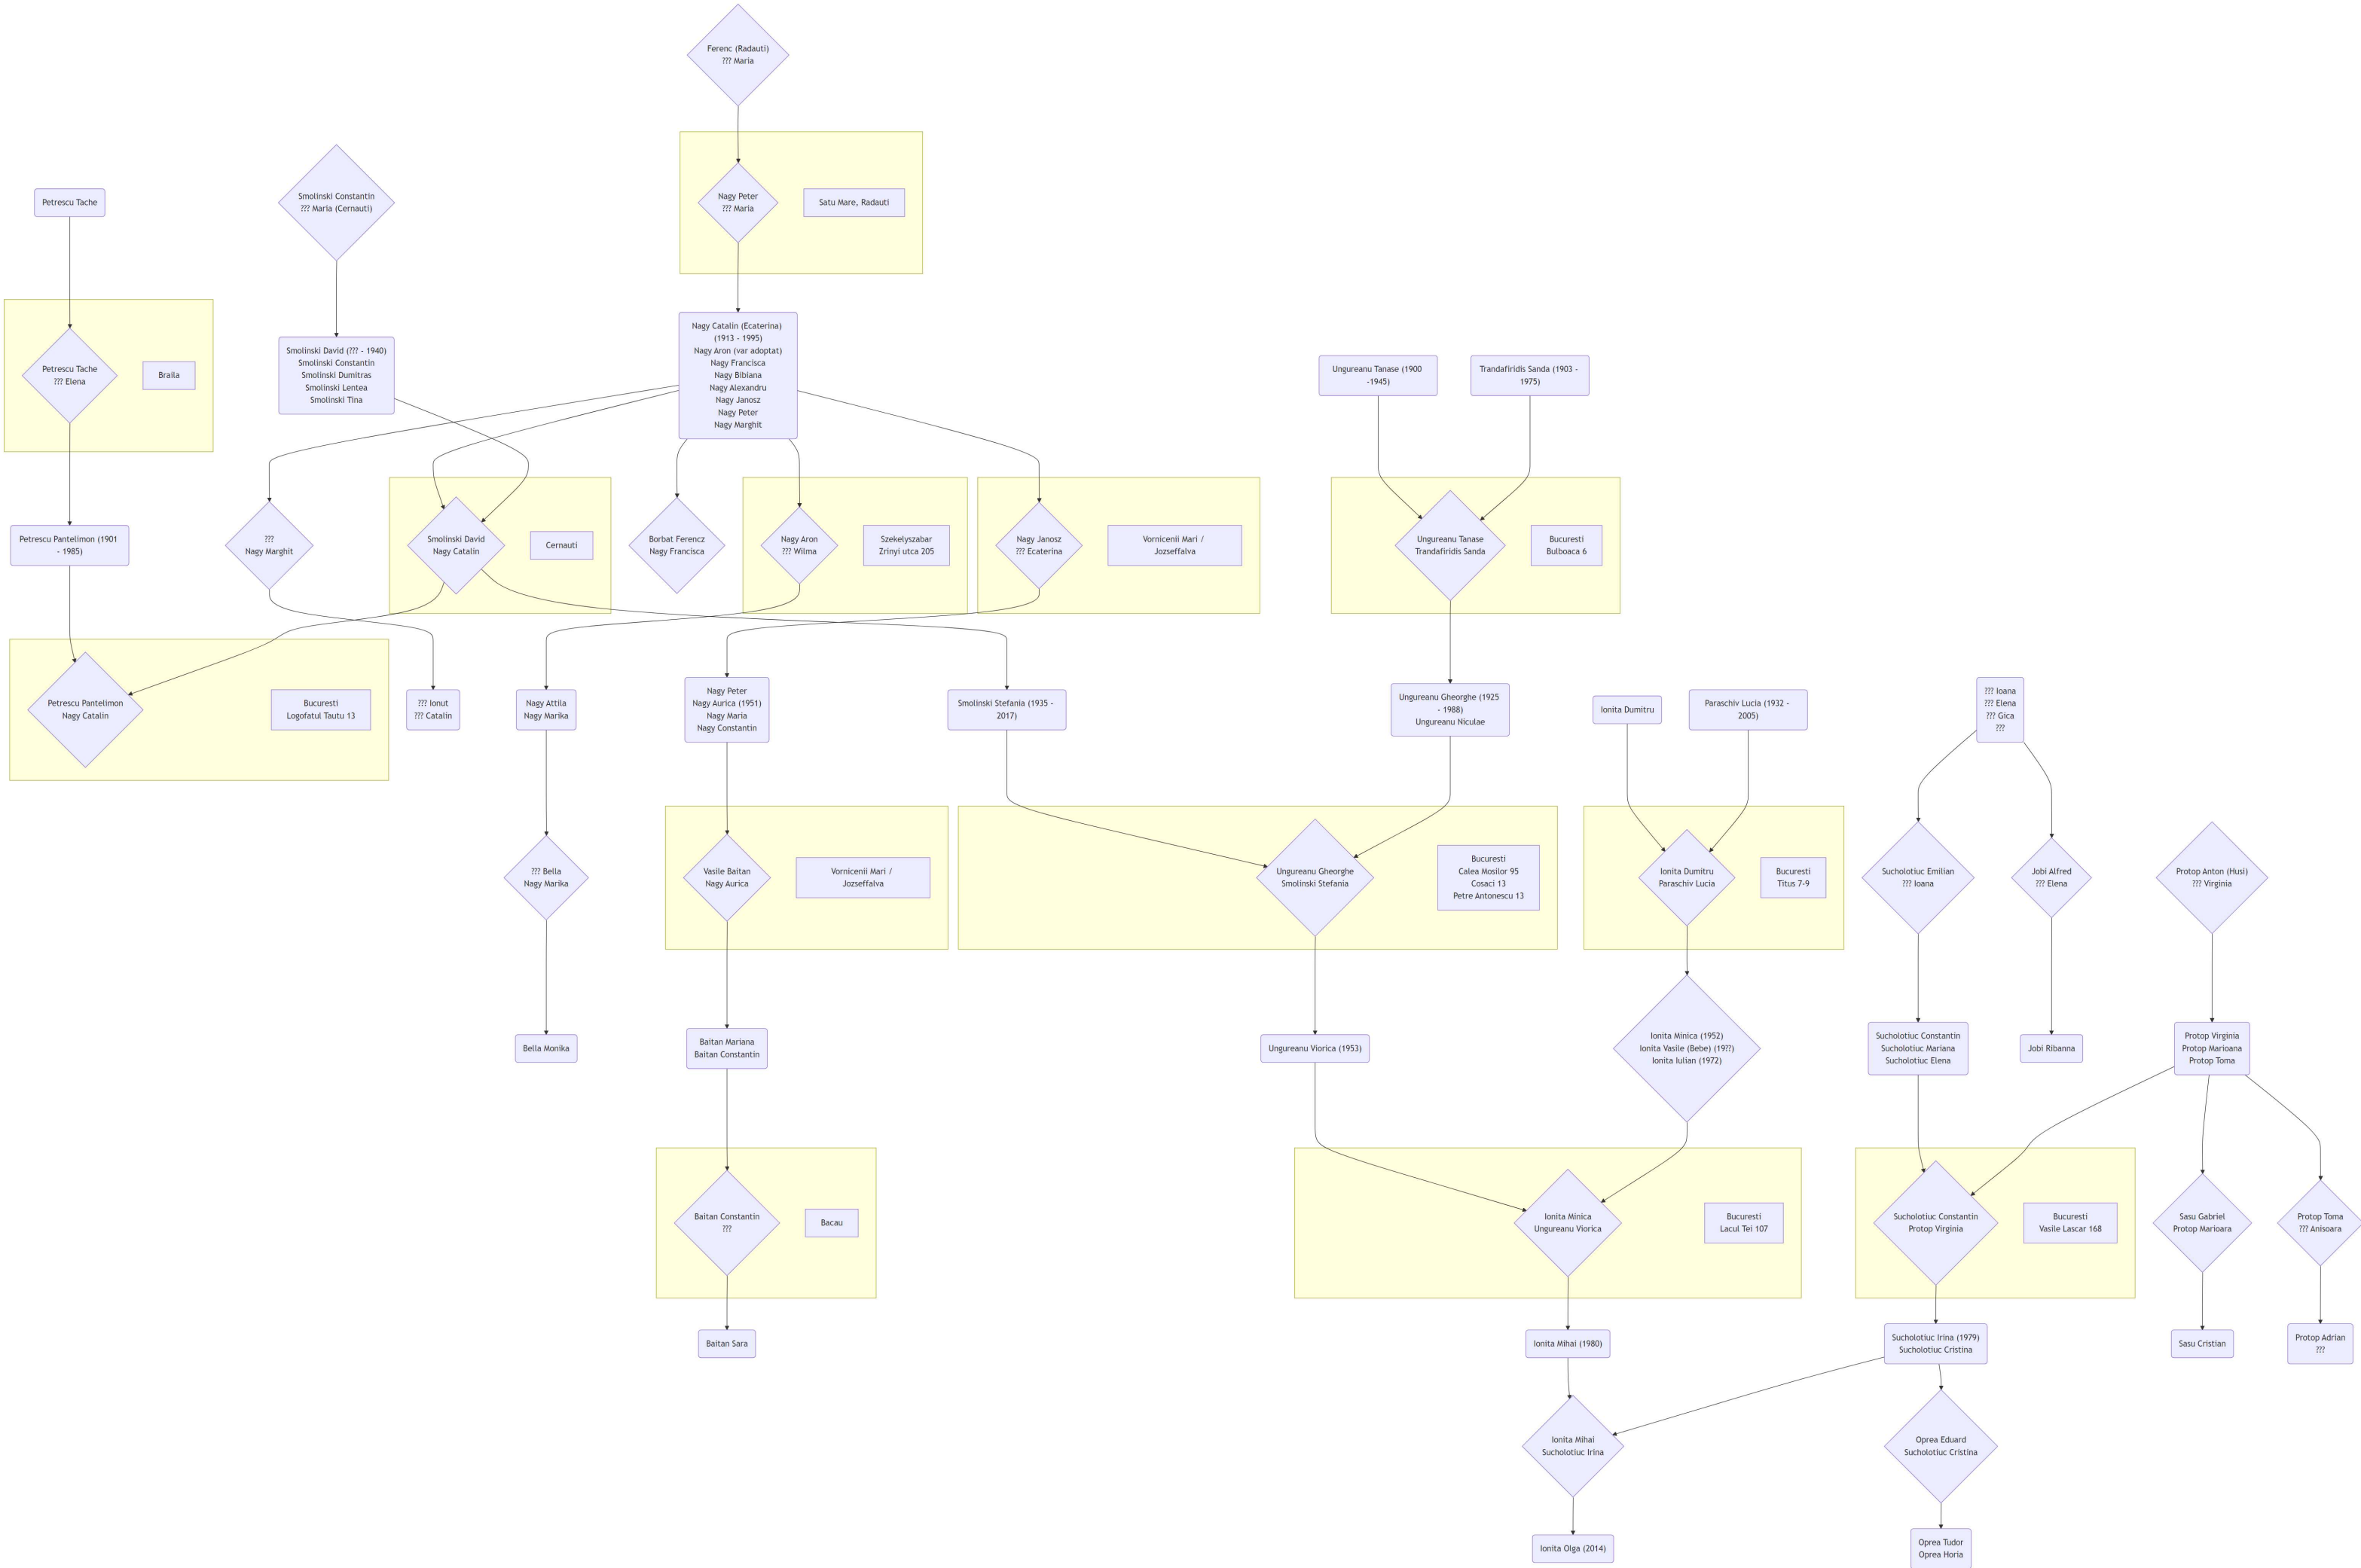 Ferenc (Radauti)
??? Maria
Nagy Peter
??? Maria
Satu Mare, Radauti
Petrescu Tache
Smolinski Constantin
??? Maria (Cernauti)
Petrescu Tache
??? Elena
Braila
Smolinski David (??? - 1940)
Smolinski Constantin
Smolinski Dumitras
Smolinski Lentea
Smolinski Tina
Nagy Catalin (Ecaterina)
(1913 - 1995)
Nagy Aron (var adoptat)
Nagy Francisca
Nagy Bibiana
Nagy Alexandru
Nagy Janosz
Nagy Peter
Nagy Marghit
Ungureanu Tanase (1900
-1945)
Trandafiridis Sanda (1903 -
1975)
Petrescu Pantelimon (1901
- 1985)
???
Nagy Marghit
Smolinski David
Nagy Catalin
Cernauti
Borbat Ferencz
Nagy Francisca
Nagy Aron
??? Wilma
Szekelyszabar
Zrinyi utca 205
Nagy Janosz
??? Ecaterina
Vornicenii Mari /
Jozseffalva
Ungureanu Tanase
Trandafiridis Sanda
Bucuresti
Bulboaca 6
Petrescu Pantelimon
Nagy Catalin
Bucuresti
Logofatul Tautu 13
??? Ionut
??? Catalin
Nagy Attila
Nagy Marika
Nagy Peter
Nagy Aurica (1951)
Nagy Maria
Nagy Constantin
Smolinski Stefania (1935 -
2017)
Ungureanu Gheorghe (1925
- 1988)
Ungureanu Niculae
Ionita Dumitru
Paraschiv Lucia (1932 -
2005)
??? Ioana
??? Elena
??? Gica
???
??? Bella
Nagy Marika
Vasile Baitan
Nagy Aurica
Vornicenii Mari /
Jozseffalva
Ungureanu Gheorghe
Smolinski Stefania
Bucuresti
Calea Mosilor 95
Cosaci 13
Petre Antonescu 13
Ionita Dumitru
Paraschiv Lucia
Bucuresti
Titus 7-9
Sucholotiuc Emilian
??? Ioana
Jobi Alfred
??? Elena
Protop Anton (Husi)
??? Virginia
Bella Monika
Baitan Mariana
Baitan Constantin
Ungureanu Viorica (1953)
Ionita Minica (1952)
Ionita Vasile (Bebe) (19??)
Ionita Iulian (1972)
Sucholotiuc Constantin
Sucholotiuc Mariana
Sucholotiuc Elena
Jobi Ribanna
Protop Virginia
Protop Marioana
Protop Toma
Baitan Constantin
???
Bacau
Ionita Minica
Ungureanu Viorica
Bucuresti
Lacul Tei 107
Sucholotiuc Constantin
Protop Virginia
Bucuresti
Vasile Lascar 168
Sasu Gabriel
Protop Marioara
Protop Toma
??? Anisoara
Baitan Sara
Ionita Mihai (1980)
Sucholotiuc Irina (1979)
Sucholotiuc Cristina
Sasu Cristian
Protop Adrian
???
Ionita Mihai
Sucholotiuc Irina
Oprea Eduard
Sucholotiuc Cristina
Ionita Olga (2014)
Oprea Tudor
Oprea Horia